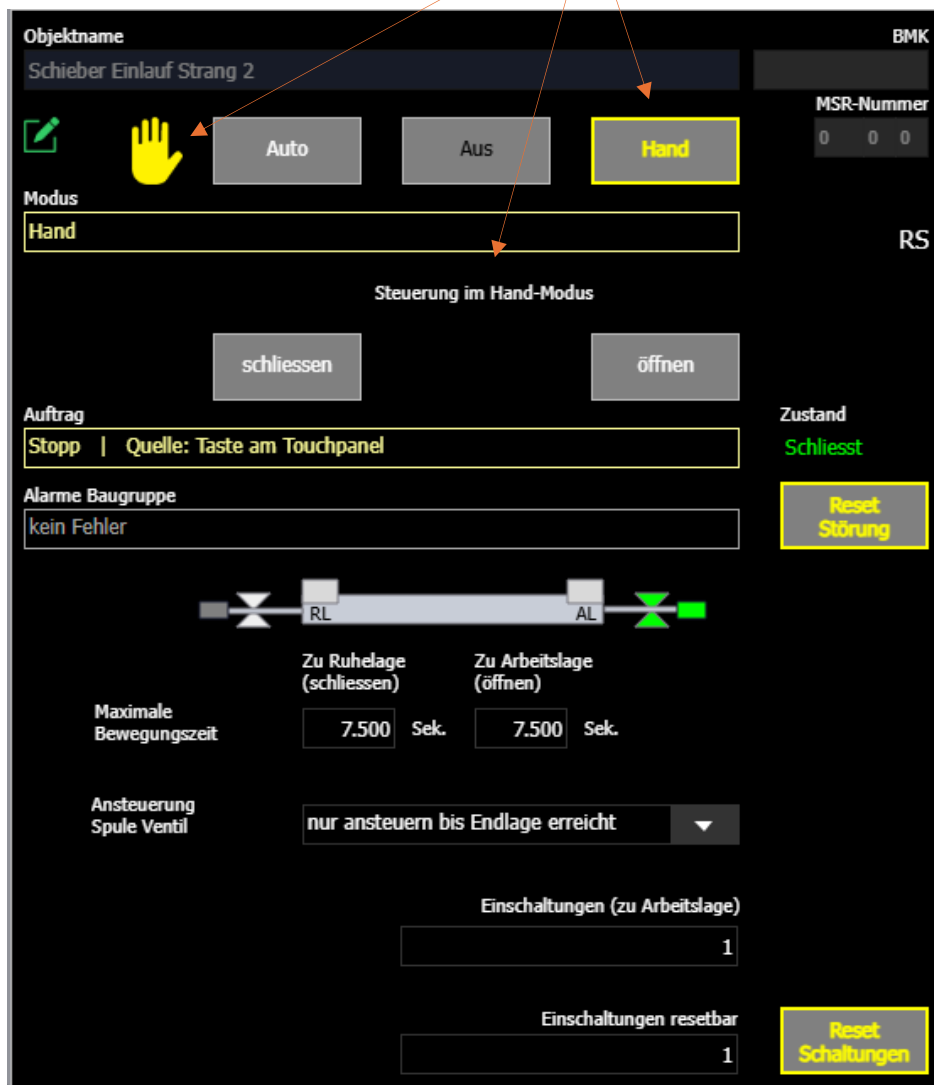 Objektname
BMK
Schieber Einlauf Strang 2
MSR-Nummer
0 0 0
Auto
Aus
Hand
Modus
Hand
RS
Steuerung im Hand-Modus
schliessen
öffnen
Auftrag
Zustand
Stopp | Quelle: Taste am Touchpanel
Schliesst
Alarme Baugruppe
kein Fehler
Reset
Störung
RL
AL
Zu Ruhelage
(schliessen)
Zu Arbeitslage
(öffnen)
Maximale
Bewegungszeit
7.500 Sek.
7.500 Sek.
Ansteuerung
Spule Ventil
nur ansteuern bis Endlage erreicht
Einschaltungen (zu Arbeitslage)
1
Einschaltungen resetbar
1
Reset
Schaltungen